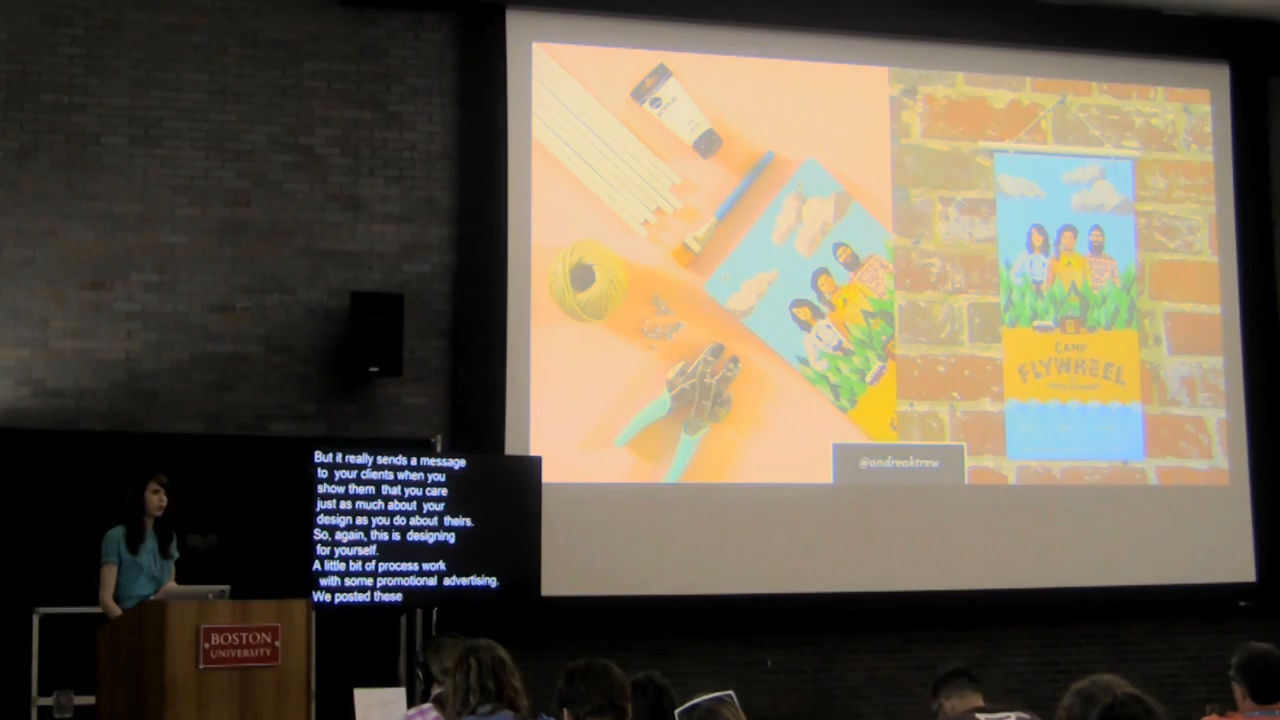 CAMP
FLYWHEEL
@andreaktrew
But it really sends a message
to your clients when you
show them that you care
just as much about your
design as you do about theirs.
So, again, this is designing
for yourself.
A little bit of process work
with some promotional advertising.
We posted these
BOSTON
UNIVERSITY